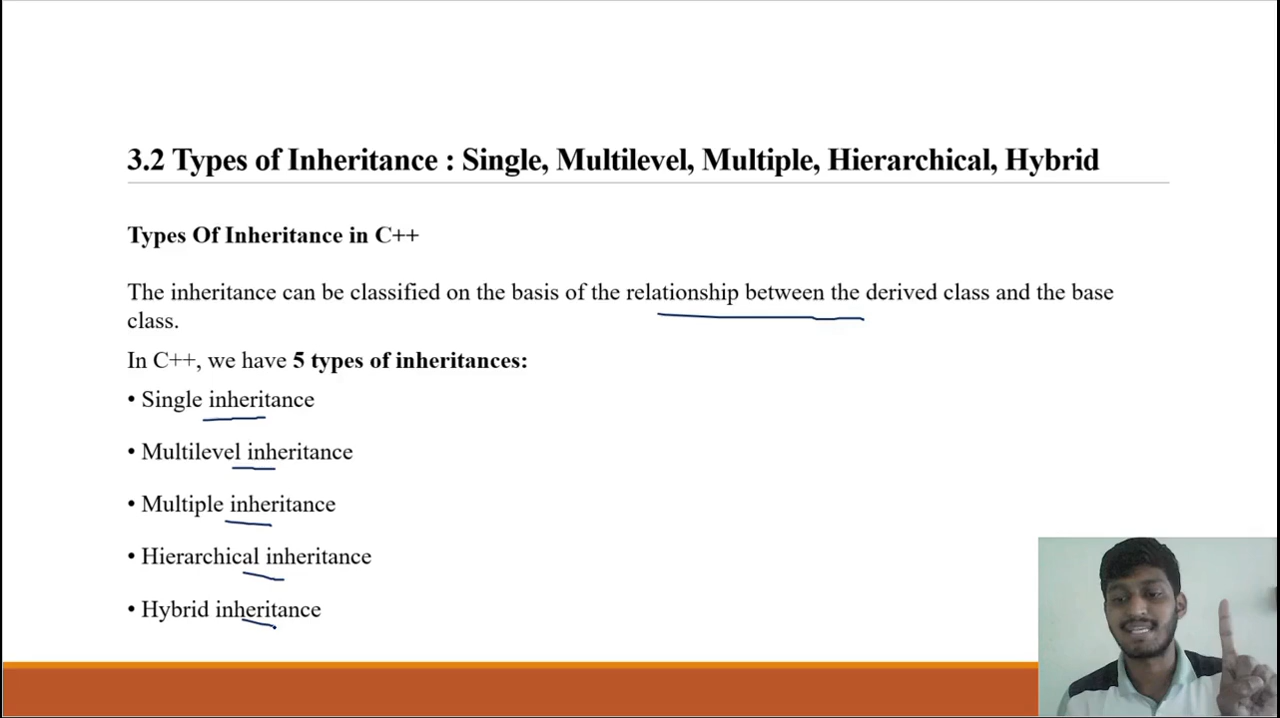 3.2 Types of Inheritance : Single, Multilevel, Multiple, Hierarchical, Hybrid
Types Of Inheritance in C++
The inheritance can be classified on the basis of the relationship between the derived class and the base
class.
In C++, we have 5 types of inheritances:
• Single inheritance
• Multilevel inheritance
• Multiple inheritance
• Hierarchical inheritance
• Hybrid inheritance